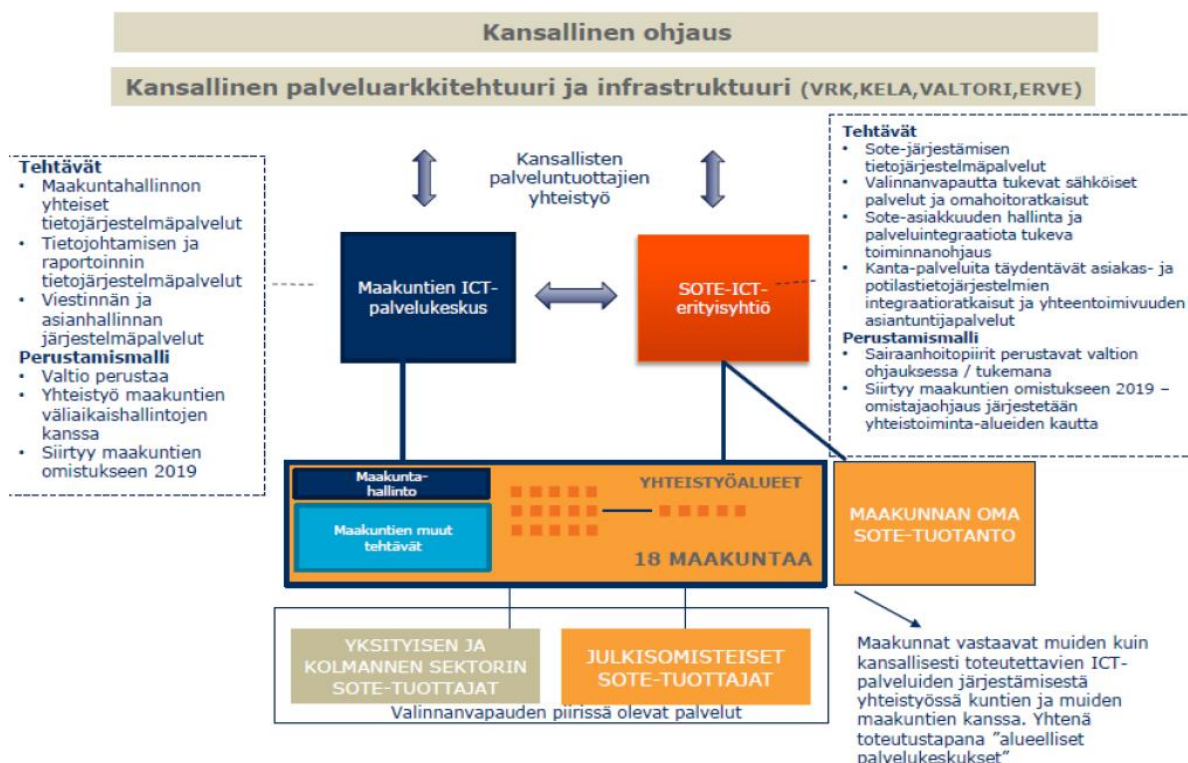 Kansallinen ohjaus
Kansallinen palveluarkkitehtuuri ja infrastruktuuri (VRK,KELA,VALTORI,ERVE)
Tehtävät
• Maakuntahallinnon
yhteiset
tietojärjestelmäpalvelut
• Tietojohtamisen ja
raportoinnin
tietojärjestelmäpalvelut
• Viestinnän ja
asianhallinnan
järjestelmäpalvelut
Perustamismalli
• Valtio perustaa
• Yhteistyö maakuntien
väliaikaishallintojen
kanssa
• Siirtyy maakuntien
omistukseen 2019
Kansallisten
palveluntuottajien
yhteistyö
Maakuntien ICT-
palvelukeskus
SOTE-ICT-
erityisyhtiö
Tehtävät
• Sote-järjestämisen
tietojärjestelmäpalvelut
• Valinnanvapautta tukevat sähköiset
palvelut ja omahoitoratkaisut
• Sote-asiakkuuden hallinta ja
palveluintegraatiota tukeva
toiminnanohjaus
• Kanta-palveluita täydentävät asiakas- ja
potilastietojärjestelmien
integraatioratkaisut ja yhteentoimivuuden
asiantuntijapalvelut
Perustamismalli
• Sairaanhoitopiirit perustavat valtion
ohjauksessa / tukemana
• Siirtyy maakuntien omistukseen 2019 –
omistajaohjaus järjestetään
yhteistoiminta-alueiden kautta
Maakunta-
hallinto
Maakuntien muut
tehtävät
YHTEISTYÖALUEET
18 MAAKUNTAA
MAAKUNNAN OMA
SOTE-TUOTANTO
YKSITYISEN JA
KOLMANNEN SEKTORIN
SOTE-TUOTTAJAT
JULKISOMISTEISET
SOTE-TUOTTAJAT
Valinnanvapauden piirissä olevat palvelut
Maakunnat vastaavat muiden kuin
kansallisesti toteutettavien ICT-
palveluiden järjestämisestä
yhteistyössä kuntien ja muiden
maakuntien kanssa. Yhtenä
toteutustapana ”alueelliset
palvelukeskukset”